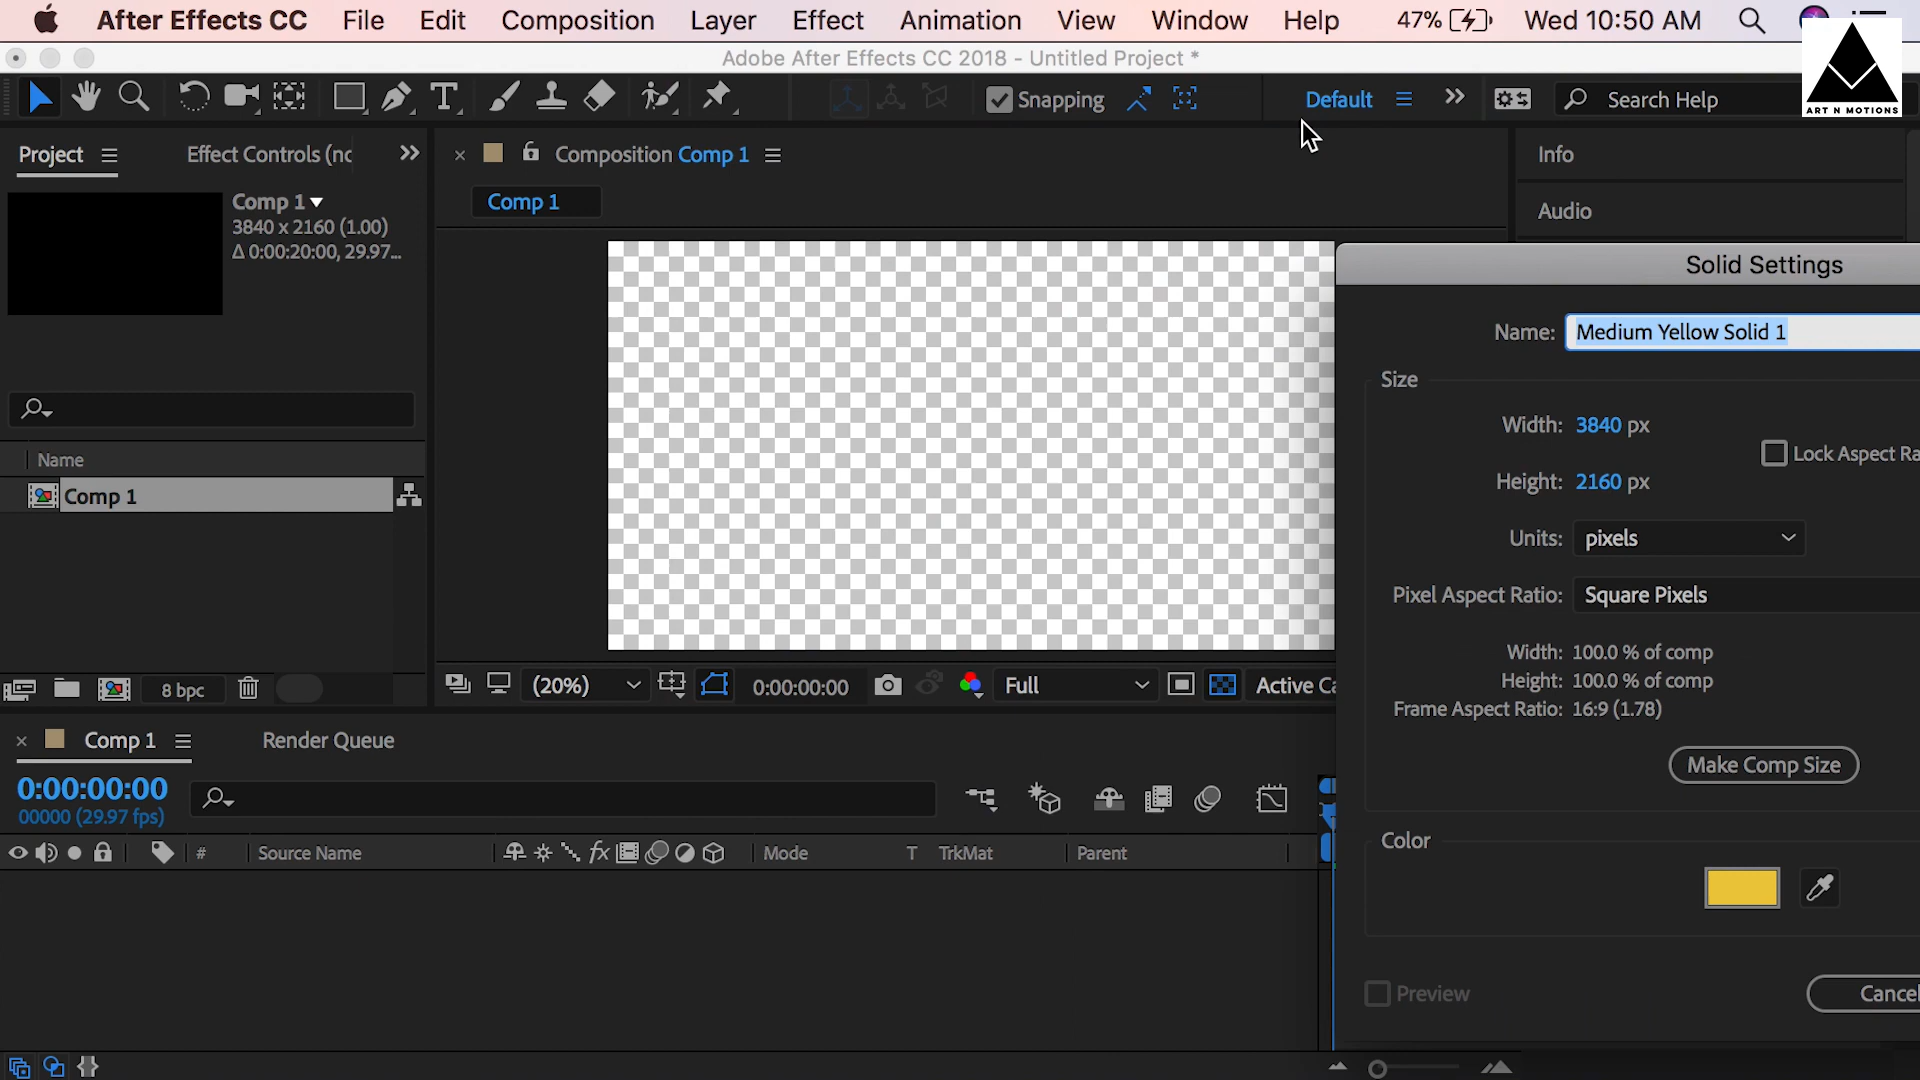 After Effects CC File Edit Composition Layer Effect Animation View Window Help 47% Wed 10:50 AM
Adobe After Effects CC 2018 - Untitled Project *
T Snapping Default Search Help
ART N MOTIONS
Project Effect Controls (nc Composition Comp 1 Info
Comp 1
3840 x 2160 (1.00)
Δ 0:00:20:00, 29.97...
Comp 1
Audio
Solid Settings
Name: Medium Yellow Solid 1
Size
Width: 3840 px
Lock Aspect Ra
Height: 2160 px
Units: pixels
Pixel Aspect Ratio: Square Pixels
Width: 100.0 % of comp
Height: 100.0 % of comp
Frame Aspect Ratio: 16:9 (1.78)
Make Comp Size
Color
Preview Cancel
Name
Comp 1
8 bpc
(20%) 0:00:00:00 Full Active Ca
Comp 1 Render Queue
0:00:00:00
00000 (29.97 fps)
# Source Name fx Mode T TrkMat Parent